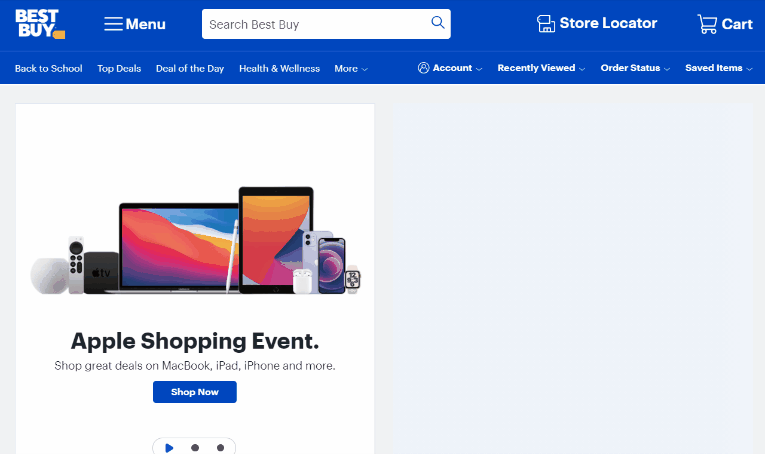 BEST BUY
Menu
Search Best Buy
Store Locator
Cart
Back to School
Top Deals
Deal of the Day
Health & Wellness
More
Account
Recently Viewed
Order Status
Saved Items
tv
Apple Shopping Event.
Shop great deals on MacBook, iPad, iPhone and more.
Shop Now